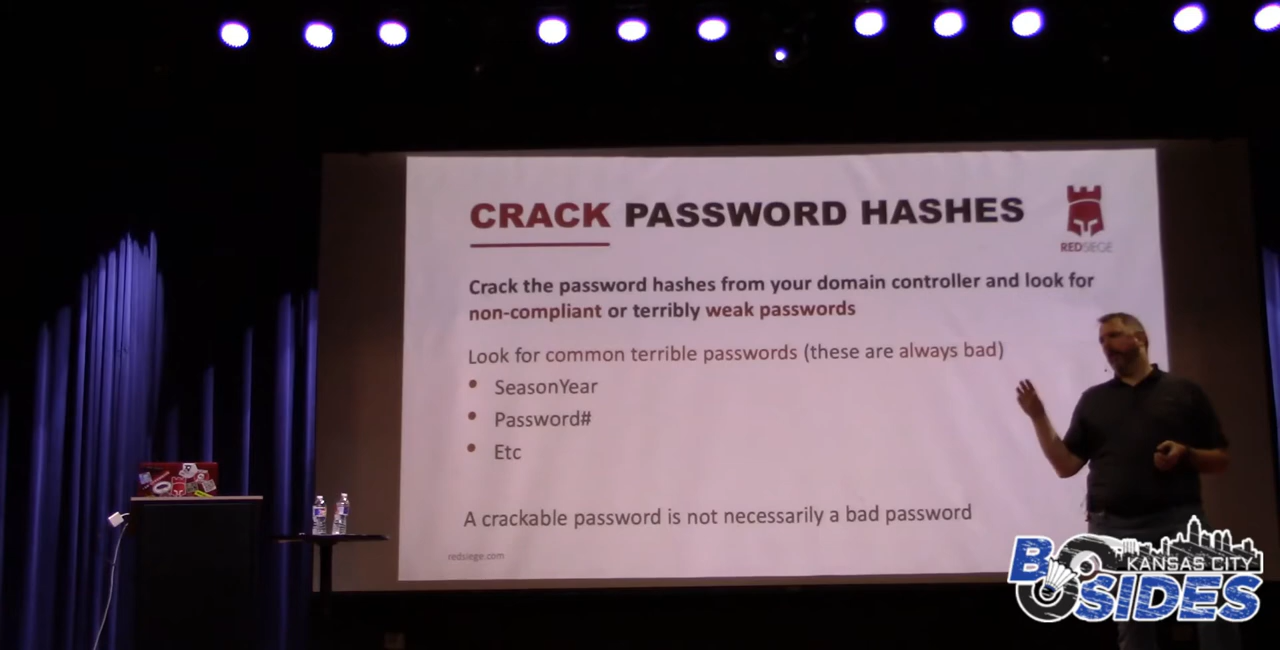 CRACK PASSWORD HASHES
REDSIEGE
Crack the password hashes from your domain controller and look for
non-compliant or terribly weak passwords
Look for common terrible passwords (these are always bad)
• SeasonYear
• Password#
• Etc
A crackable password is not necessarily a bad password
redsiege.com
KANSAS CITY
BSIDES